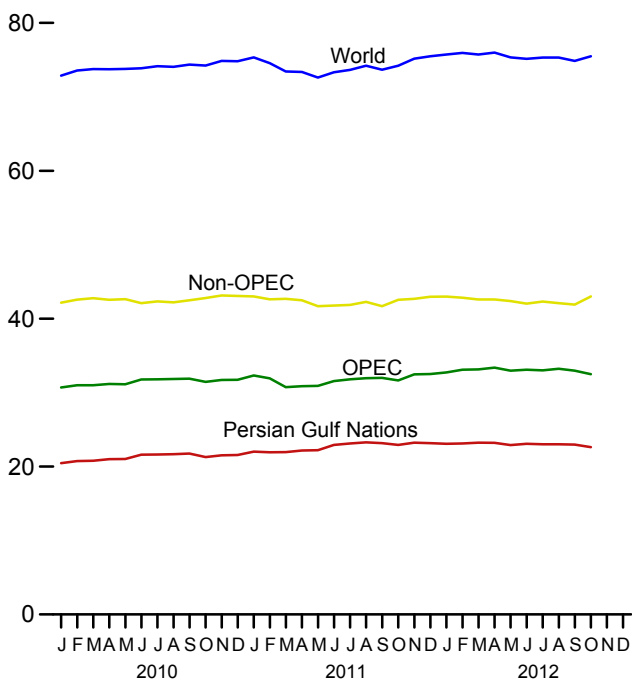 80
World
60
Non-OPEC
40
OPEC
Persian Gulf Nations
20
0
J F M A M J J A S O N D J F M A M J J A S O N D J F M A M J J A S O N D
2010 2011 2012